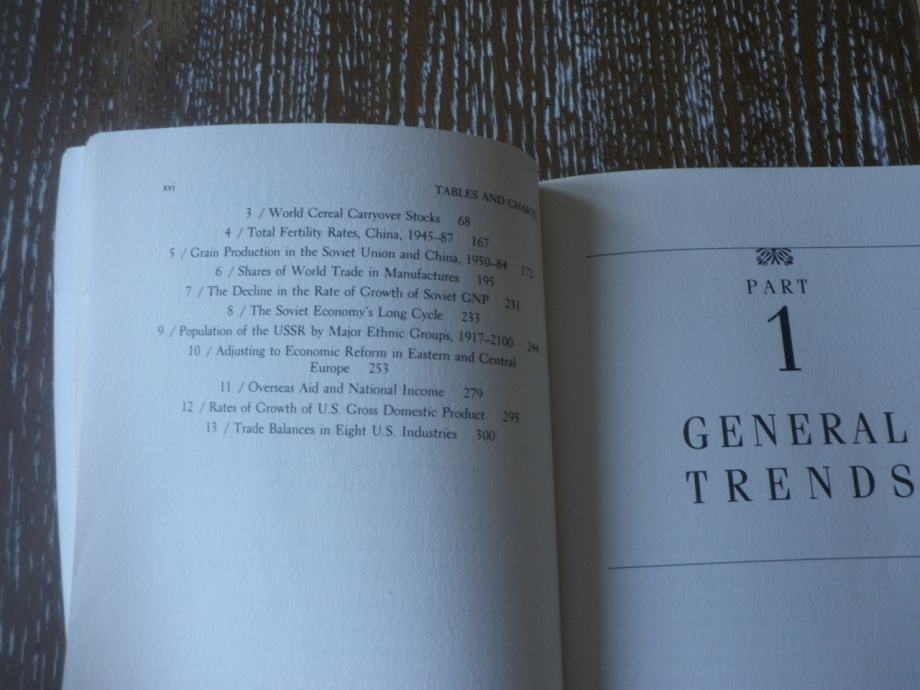 xvi
TABLES AND CHARTS
3 / World Cereal Carryover Stocks 68
4 / Total Fertility Rates, China, 1945–87 167
5 / Grain Production in the Soviet Union and China, 1950–84 172
6 / Shares of World Trade in Manufactures 195
7 / The Decline in the Rate of Growth of Soviet GNP 231
8 / The Soviet Economy's Long Cycle 233
9 / Population of the USSR by Major Ethnic Groups, 1917–2100 244
10 / Adjusting to Economic Reform in Eastern and Central
Europe 253
11 / Overseas Aid and National Income 279
12 / Rates of Growth of U.S. Gross Domestic Product 295
13 / Trade Balances in Eight U.S. Industries 300
PART
1
GENERAL
TRENDS